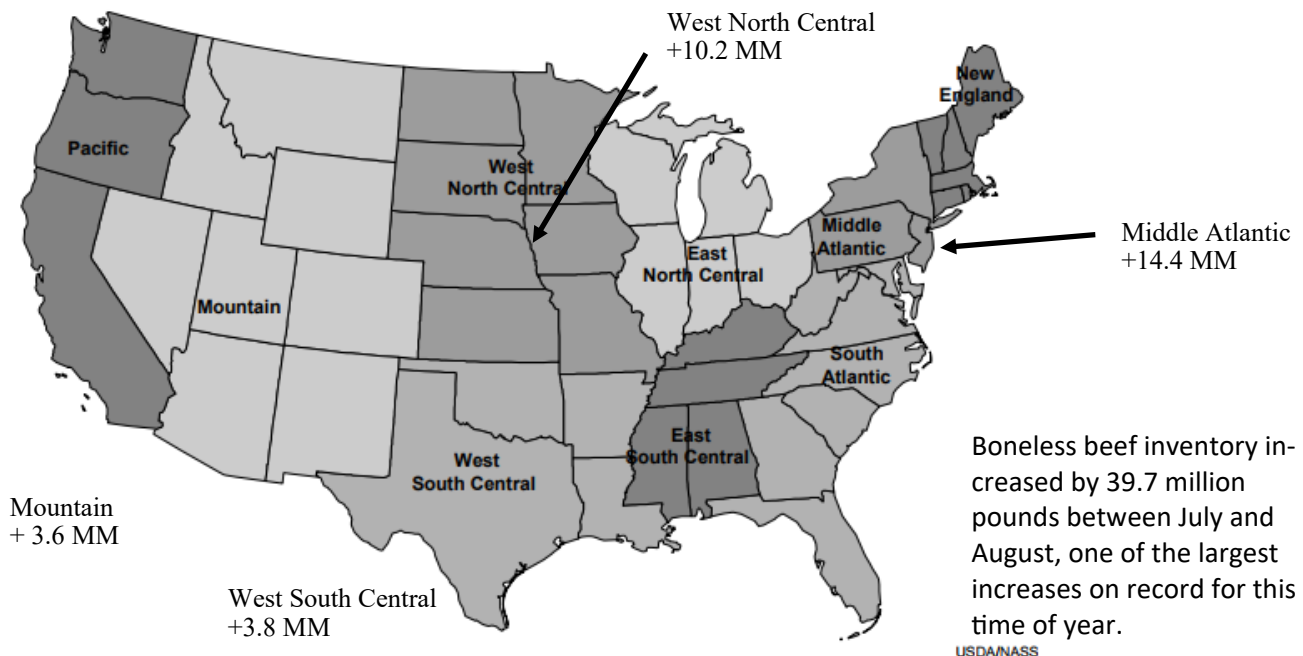 West North Central
+10.2 MM
New
England
Pacific
West
North Central
Middle
Atlantic
Middle Atlantic
+14.4 MM
East
North Central
Mountain
South
Atlantic
East
South Central
West
South Central
Mountain
+ 3.6 MM
West South Central
+3.8 MM
Boneless beef inventory in-
creased by 39.7 million
pounds between July and
August, one of the largest
increases on record for this
time of year.
USDA/NASS